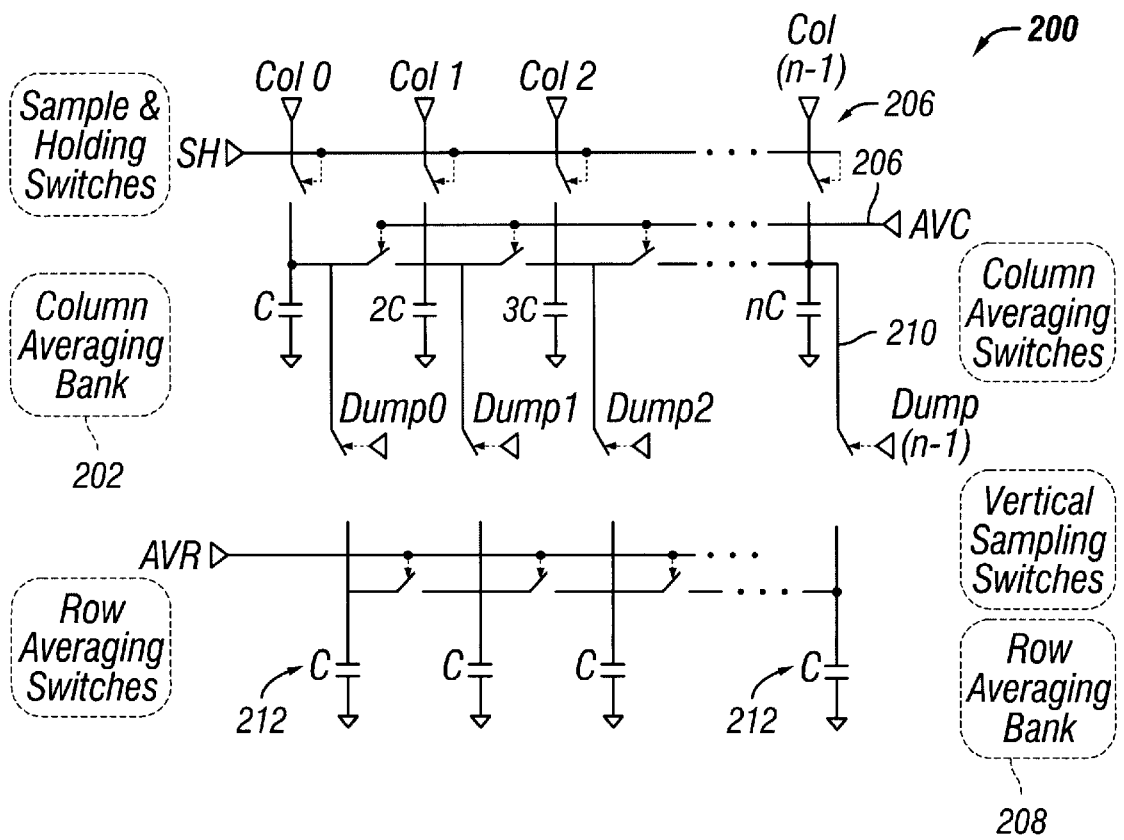 200
Col 0
Col 1
Col 2
Col
(n-1)
206
Sample &
Holding
Switches
SH
206
AVC
Column
Averaging
Bank
202
C
2C
3C
nC
210
Column
Averaging
Switches
Dump0
Dump1
Dump2
Dump
(n-1)
Vertical
Sampling
Switches
AVR
Row
Averaging
Switches
C
C
C
C
212
212
Row
Averaging
Bank
208